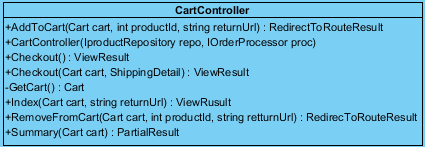 CartController
+AddToCart(Cart cart, int productId, string returnUrl) : RedirectToRouteResult
+CartController(IproductRepository repo, IOrderProcessor proc)
+Checkout() : ViewResult
+Checkout(Cart cart, ShippingDetail) : ViewResult
-GetCart() : Cart
+Index(Cart cart, string returnUrl) : ViewRusult
+RemoveFromCart(Cart cart, int productId, string retturnUrl) : RedirecToRouteResult
+Summary(Cart cart) : PartialResult